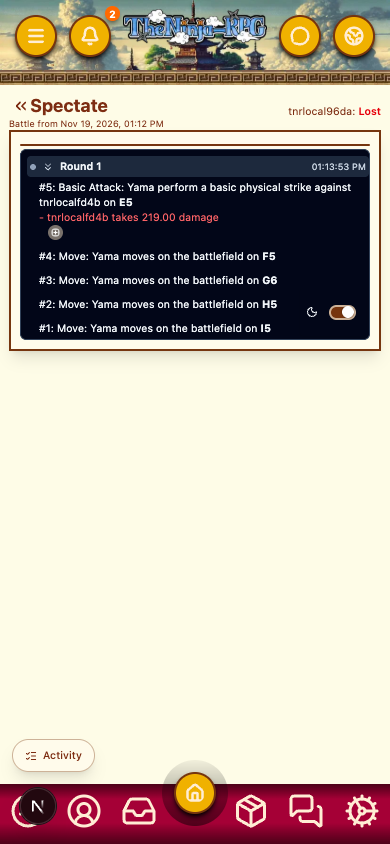 2
TheNinja-RPG
Spectate
Battle from Nov 19, 2026, 01:12 PM
tnrlocal96da: Lost
Round 1
01:13:53 PM
#5: Basic Attack: Yama perform a basic physical strike against
tnrlocalfd4b on E5
- tnrlocalfd4b takes 219.00 damage
#4: Move: Yama moves on the battlefield on F5
#3: Move: Yama moves on the battlefield on G6
#2: Move: Yama moves on the battlefield on H5
#1: Move: Yama moves on the battlefield on I5
Activity
N